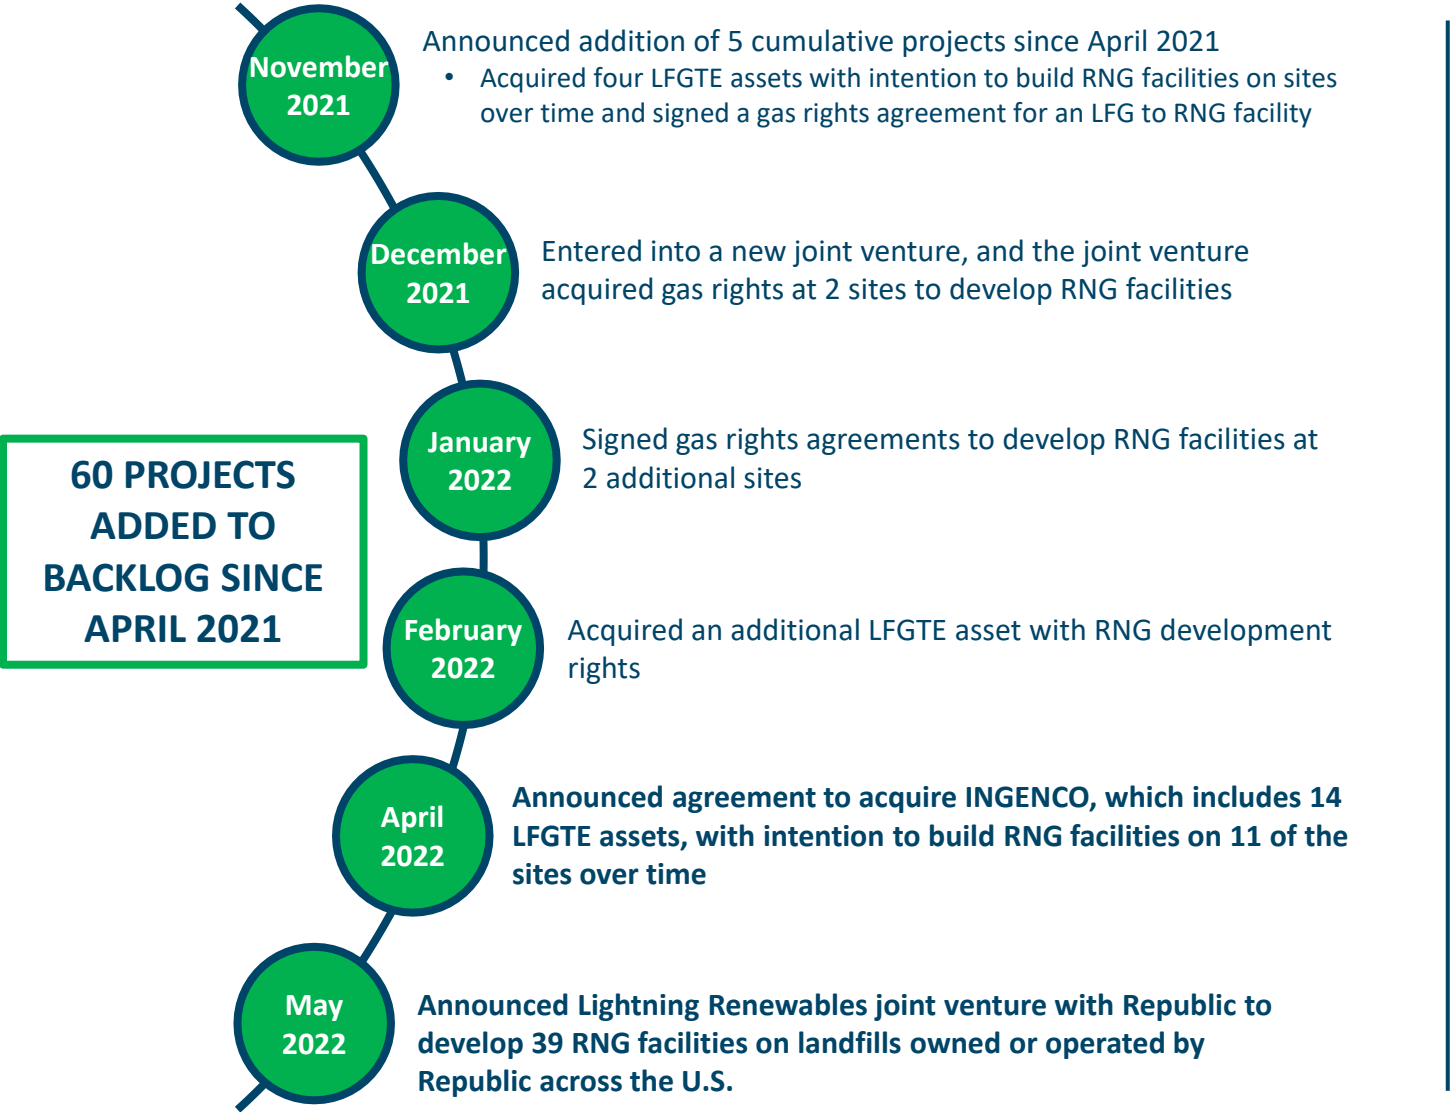 November
2021
Announced addition of 5 cumulative projects since April 2021
• Acquired four LFGTE assets with intention to build RNG facilities on sites
over time and signed a gas rights agreement for an LFG to RNG facility
December
2021
Entered into a new joint venture, and the joint venture
acquired gas rights at 2 sites to develop RNG facilities
January
2022
Signed gas rights agreements to develop RNG facilities at
2 additional sites
60 PROJECTS
ADDED TO
BACKLOG SINCE
APRIL 2021
February
2022
Acquired an additional LFGTE asset with RNG development
rights
April
2022
Announced agreement to acquire INGENCO, which includes 14
LFGTE assets, with intention to build RNG facilities on 11 of the
sites over time
May
2022
Announced Lightning Renewables joint venture with Republic to
develop 39 RNG facilities on landfills owned or operated by
Republic across the U.S.